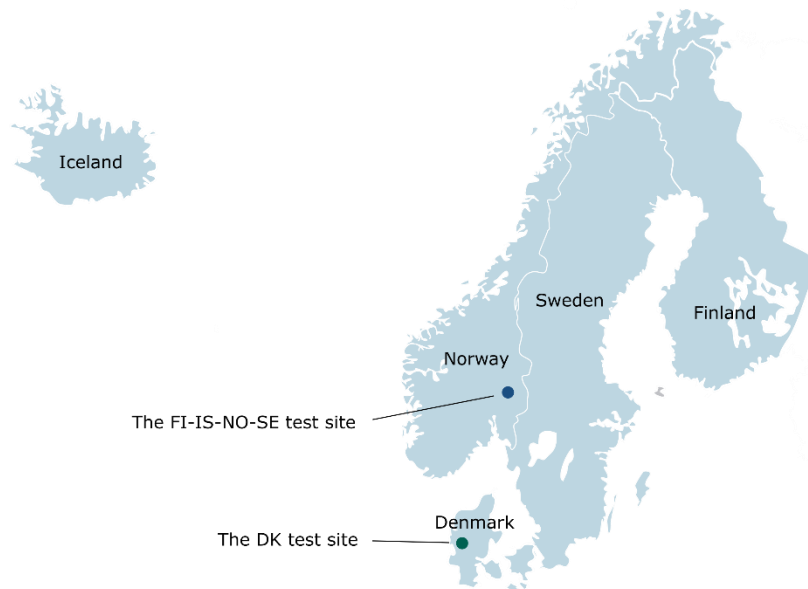 Iceland
Sweden
Finland
Norway
The FI-IS-NO-SE test site
Denmark
The DK test site